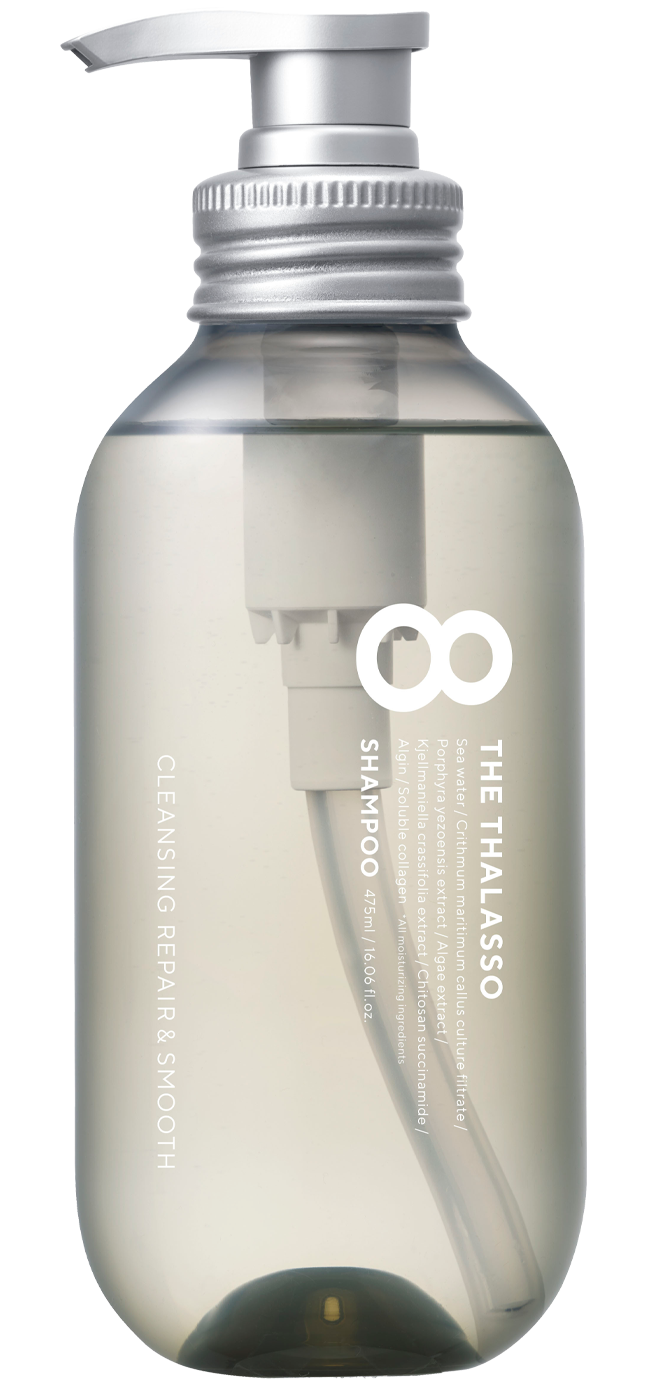 8
THE THALASSO
Sea water / Crithmum maritimum callus culture filtrate /
Porphyra yezoensis extract / Algae extract /
Kjellmaniella crassifolia extract / Chitosan succinamide /
Algin / Soluble collagen *All moisturizing ingredients
SHAMPOO 475ml / 16.06 fl.oz.
CLEANSING REPAIR & SMOOTH